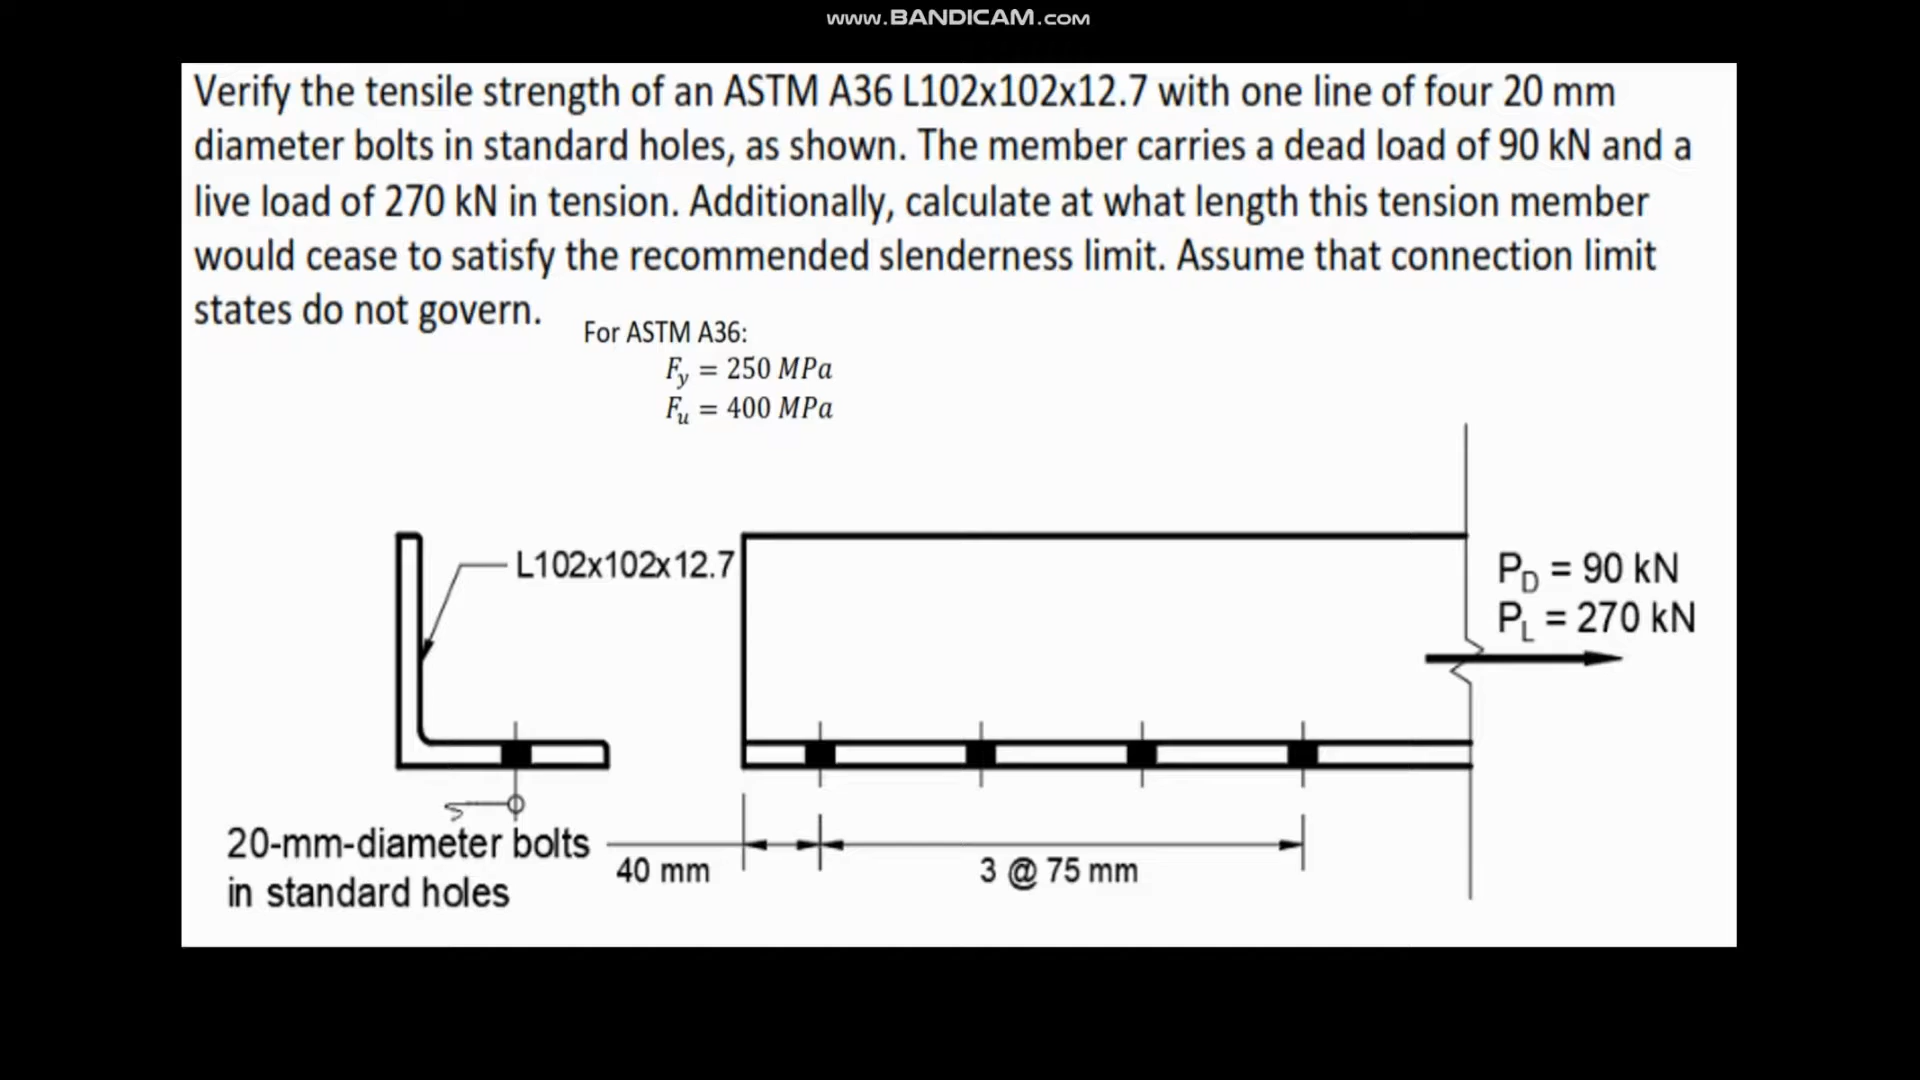 www.BANDICAM.com
Verify the tensile strength of an ASTM A36 L102x102x12.7 with one line of four 20 mm
diameter bolts in standard holes, as shown. The member carries a dead load of 90 kN and a
live load of 270 kN in tension. Additionally, calculate at what length this tension member
would cease to satisfy the recommended slenderness limit. Assume that connection limit
states do not govern.
For ASTM A36:
F_y = 250 MPa
F_u = 400 MPa
L102x102x12.7
P_D = 90 kN
P_L = 270 kN
20-mm-diameter bolts
in standard holes
40 mm
3 @ 75 mm